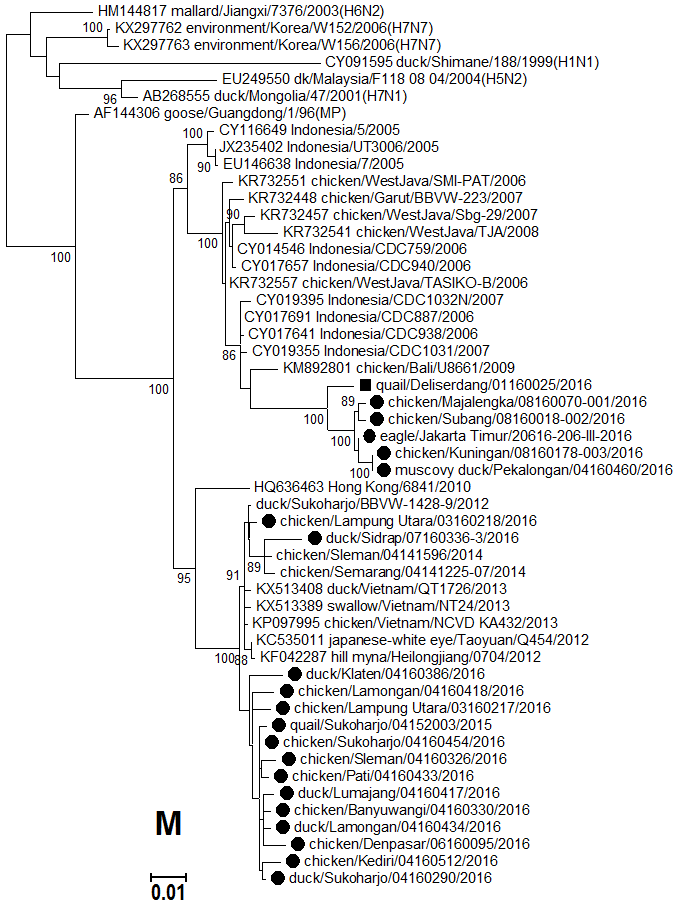 HM144817 mallard/Jiangxi/7376/2003(H6N2)
100
KX297762 environment/Korea/W152/2006(H7N7)
KX297763 environment/Korea/W156/2006(H7N7)
CY091595 duck/Shimane/188/1999(H1N1)
EU249550 dk/Malaysia/F118 08 04/2004(H5N2)
96
AB268555 duck/Mongolia/47/2001(H7N1)
AF144306 goose/Guangdong/1/96(MP)
100
CY116649 Indonesia/5/2005
JX235402 Indonesia/UT3006/2005
90
EU146638 Indonesia/7/2005
86
KR732551 chicken/WestJava/SMI-PAT/2006
KR732448 chicken/Garut/BBVW-223/2007
90
KR732457 chicken/WestJava/Sbg-29/2007
KR732541 chicken/WestJava/TJA/2008
100
CY014546 Indonesia/CDC759/2006
100
CY017657 Indonesia/CDC940/2006
KR732557 chicken/WestJava/TASIKO-B/2006
CY019395 Indonesia/CDC1032N/2007
CY017691 Indonesia/CDC887/2006
CY017641 Indonesia/CDC938/2006
86
CY019355 Indonesia/CDC1031/2007
KM892801 chicken/Bali/U8661/2009
100
quail/Deliserdang/01160025/2016
89
chicken/Majalengka/08160070-001/2016
100
chicken/Subang/08160018-002/2016
100
eagle/Jakarta Timur/20616-206-III-2016
chicken/Kuningan/08160178-003/2016
100
muscovy duck/Pekalongan/04160460/2016
HQ636463 Hong Kong/6841/2010
duck/Sukoharjo/BBVW-1428-9/2012
chicken/Lampung Utara/03160218/2016
duck/Sidrap/07160336-3/2016
chicken/Sleman/04141596/2014
89
95
91
chicken/Semarang/04141225-07/2014
KX513408 duck/Vietnam/QT1726/2013
KX513389 swallow/Vietnam/NT24/2013
KP097995 chicken/Vietnam/NCVD KA432/2013
KC535011 japanese-white eye/Taoyuan/Q454/2012
100
88
KF042287 hill myna/Heilongjiang/0704/2012
duck/Klaten/04160386/2016
chicken/Lamongan/04160418/2016
chicken/Lampung Utara/03160217/2016
quail/Sukoharjo/04152003/2015
chicken/Sukoharjo/04160454/2016
chicken/Sleman/04160326/2016
chicken/Pati/04160433/2016
duck/Lumajang/04160417/2016
chicken/Banyuwangi/04160330/2016
duck/Lamongan/04160434/2016
chicken/Denpasar/06160095/2016
chicken/Kediri/04160512/2016
duck/Sukoharjo/04160290/2016
M
0.01